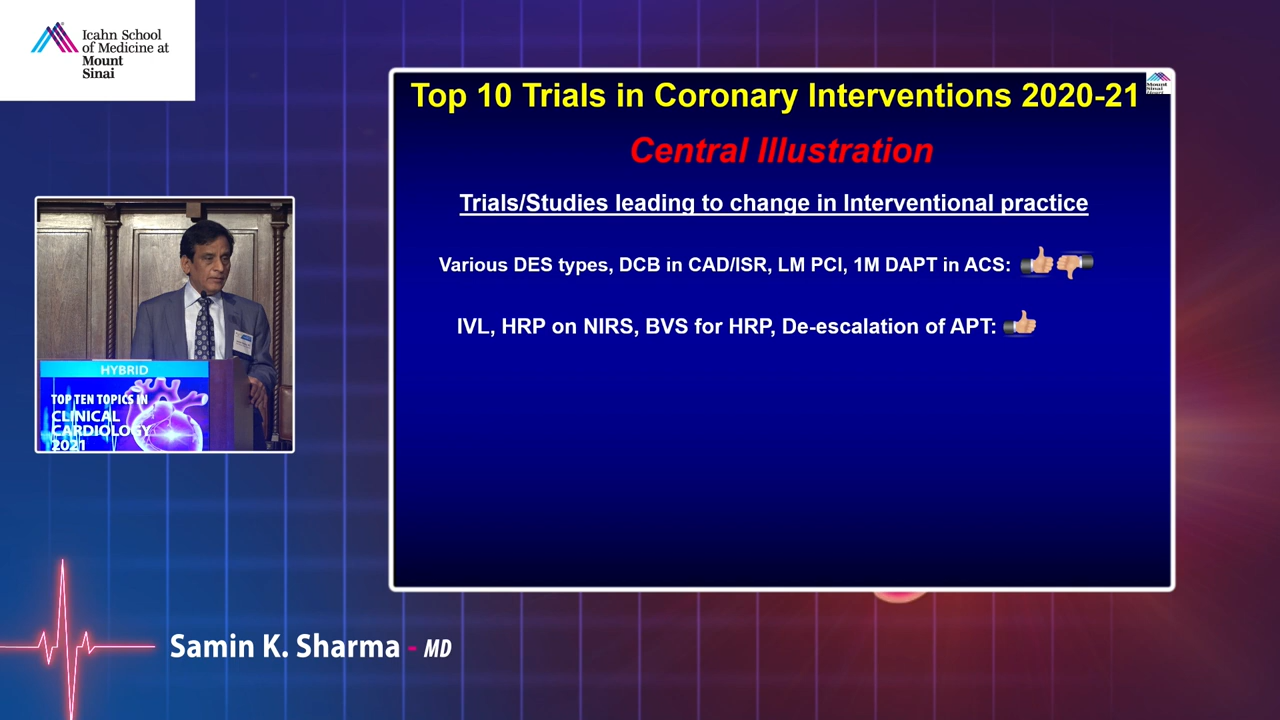 Icahn School
of Medicine at
Mount
Sinai
Top 10 Trials in Coronary Interventions 2020-21
Mount
Sinai
Heart
Central Illustration
Trials/Studies leading to change in Interventional practice
Various DES types, DCB in CAD/ISR, LM PCI, 1M DAPT in ACS:
IVL, HRP on NIRS, BVS for HRP, De-escalation of APT:
HYBRID
TOP TEN TOPICS IN
CLINICAL
CARDIOLOGY
2021
Samin K. Sharma - MD